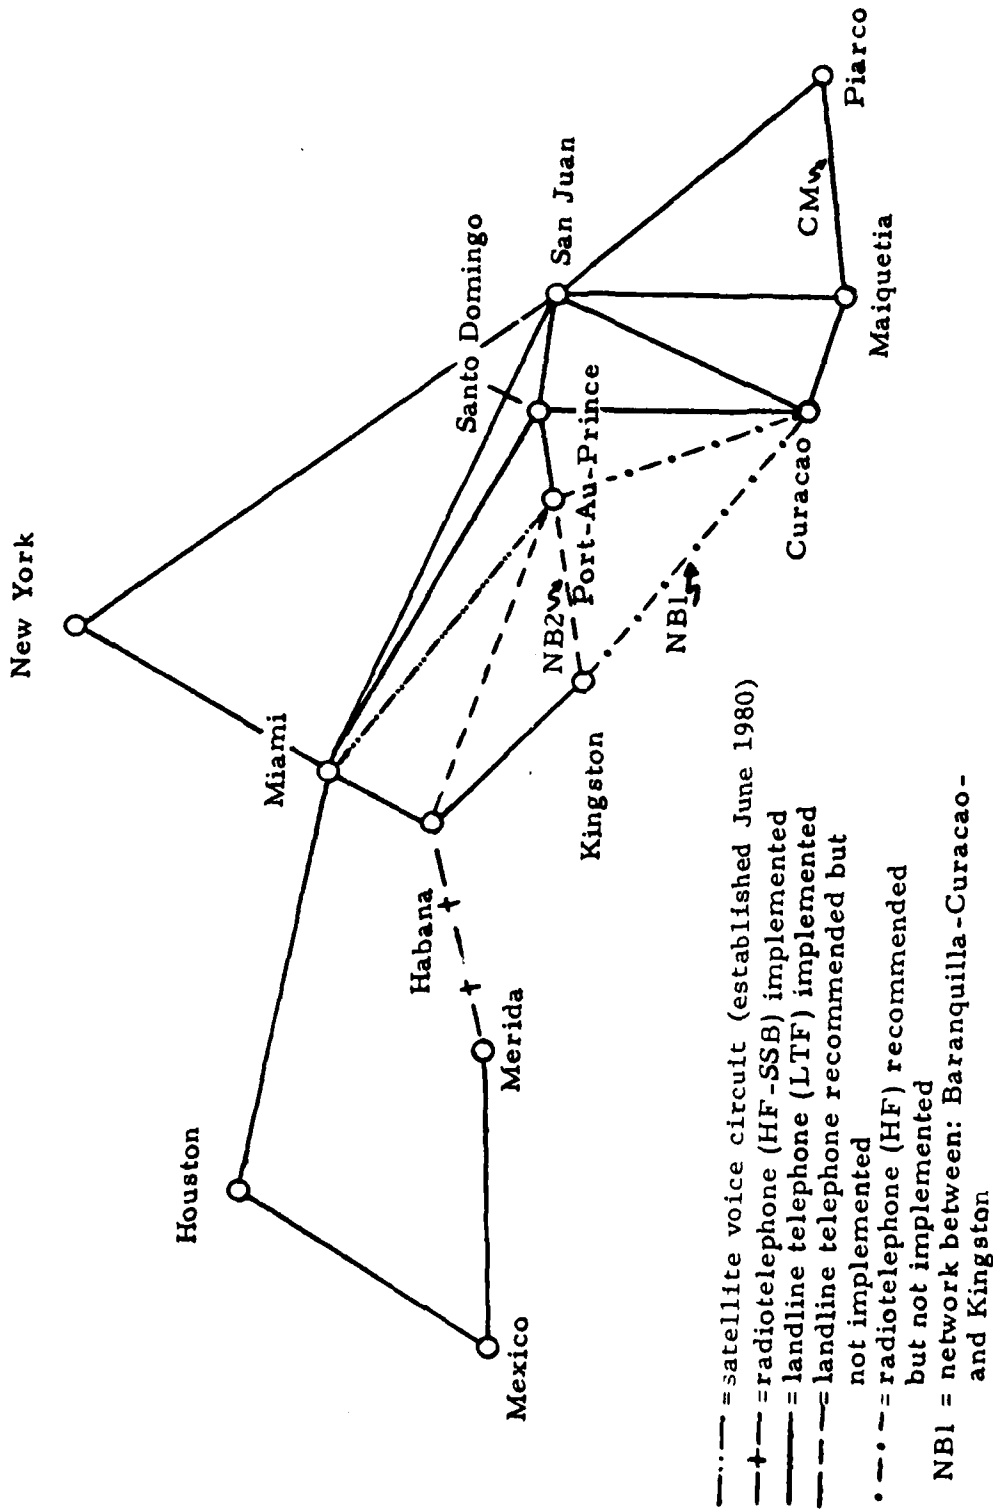 New York
Houston
Miami
Santo Domingo
San Juan
Habana
Port-Au-Prince
NB2
Mexico
Merida
Kingston
NB1
Curacao
CM
Maiquetia
Piarco
= satellite voice circuit (established June 1980)
= radiotelephone (HF-SSB) implemented
= landline telephone (LTF) implemented
= landline telephone recommended but
not implemented
= radiotelephone (HF) recommended
but not implemented
NB1 = network between: Baranquilla-Curacao-
and Kingston